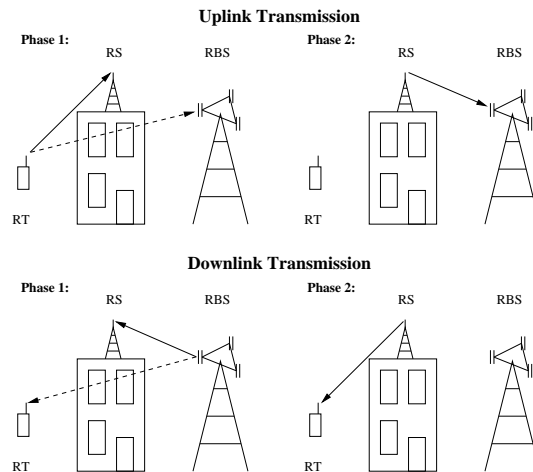 Uplink Transmission
Phase 1:
RS
RBS
RT
Phase 2:
RS
RBS
RT
Downlink Transmission
Phase 1:
RS
RBS
RT
Phase 2:
RS
RBS
RT